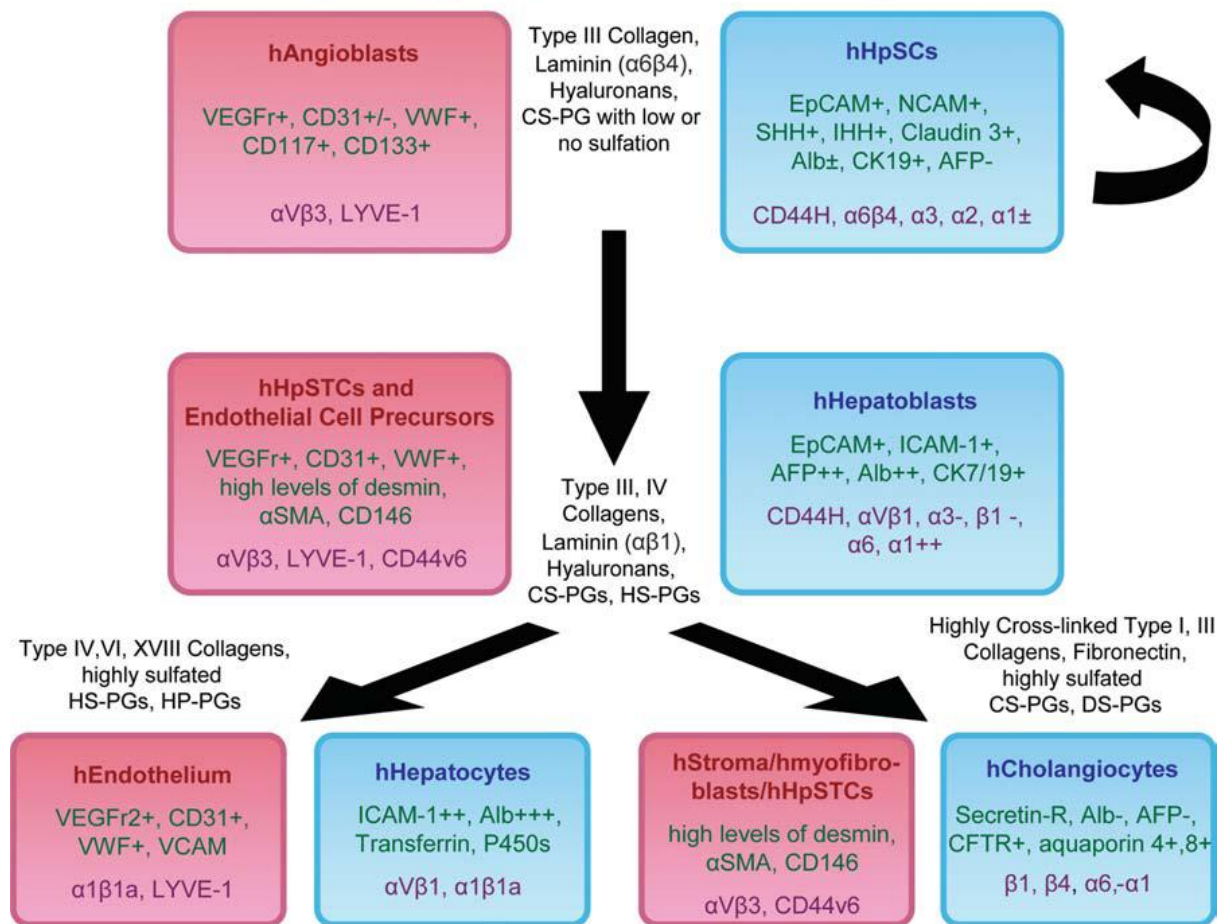 hAngioblasts
VEGFr+, CD31+/-, VWF+,
CD117+, CD133+
αVβ3, LYVE-1
Type III Collagen,
Laminin (α6β4),
Hyaluronans,
CS-PG with low or
no sulfation
hHpSCs
EpCAM+, NCAM+,
SHH+, IHH+, Claudin 3+,
Alb±, CK19+, AFP-
CD44H, α6β4, α3, α2, α1±
hHpSTCs and
Endothelial Cell Precursors
VEGFr+, CD31+, VWF+,
high levels of desmin,
αSMA, CD146
αVβ3, LYVE-1, CD44v6
Type III, IV
Collagens,
Laminin (αβ1),
Hyaluronans,
CS-PGs, HS-PGs
hHepatoblasts
EpCAM+, ICAM-1+,
AFP++, Alb++, CK7/19+
CD44H, αVβ1, α3-, β1 -,
α6, α1++
Type IV,VI, XVIII Collagens,
highly sulfated
HS-PGs, HP-PGs
Highly Cross-linked Type I, III
Collagens, Fibronectin,
highly sulfated
CS-PGs, DS-PGs
hEndothelium
VEGFr2+, CD31+,
VWF+, VCAM
α1β1a, LYVE-1
hHepatocytes
ICAM-1++, Alb+++,
Transferrin, P450s
αVβ1, α1β1a
hStroma/hmyofibro-
blasts/hHpSTCs
high levels of desmin,
αSMA, CD146
αVβ3, CD44v6
hCholangiocytes
Secretin-R, Alb-, AFP-,
CFTR+, aquaporin 4+,8+
β1, β4, α6,-α1